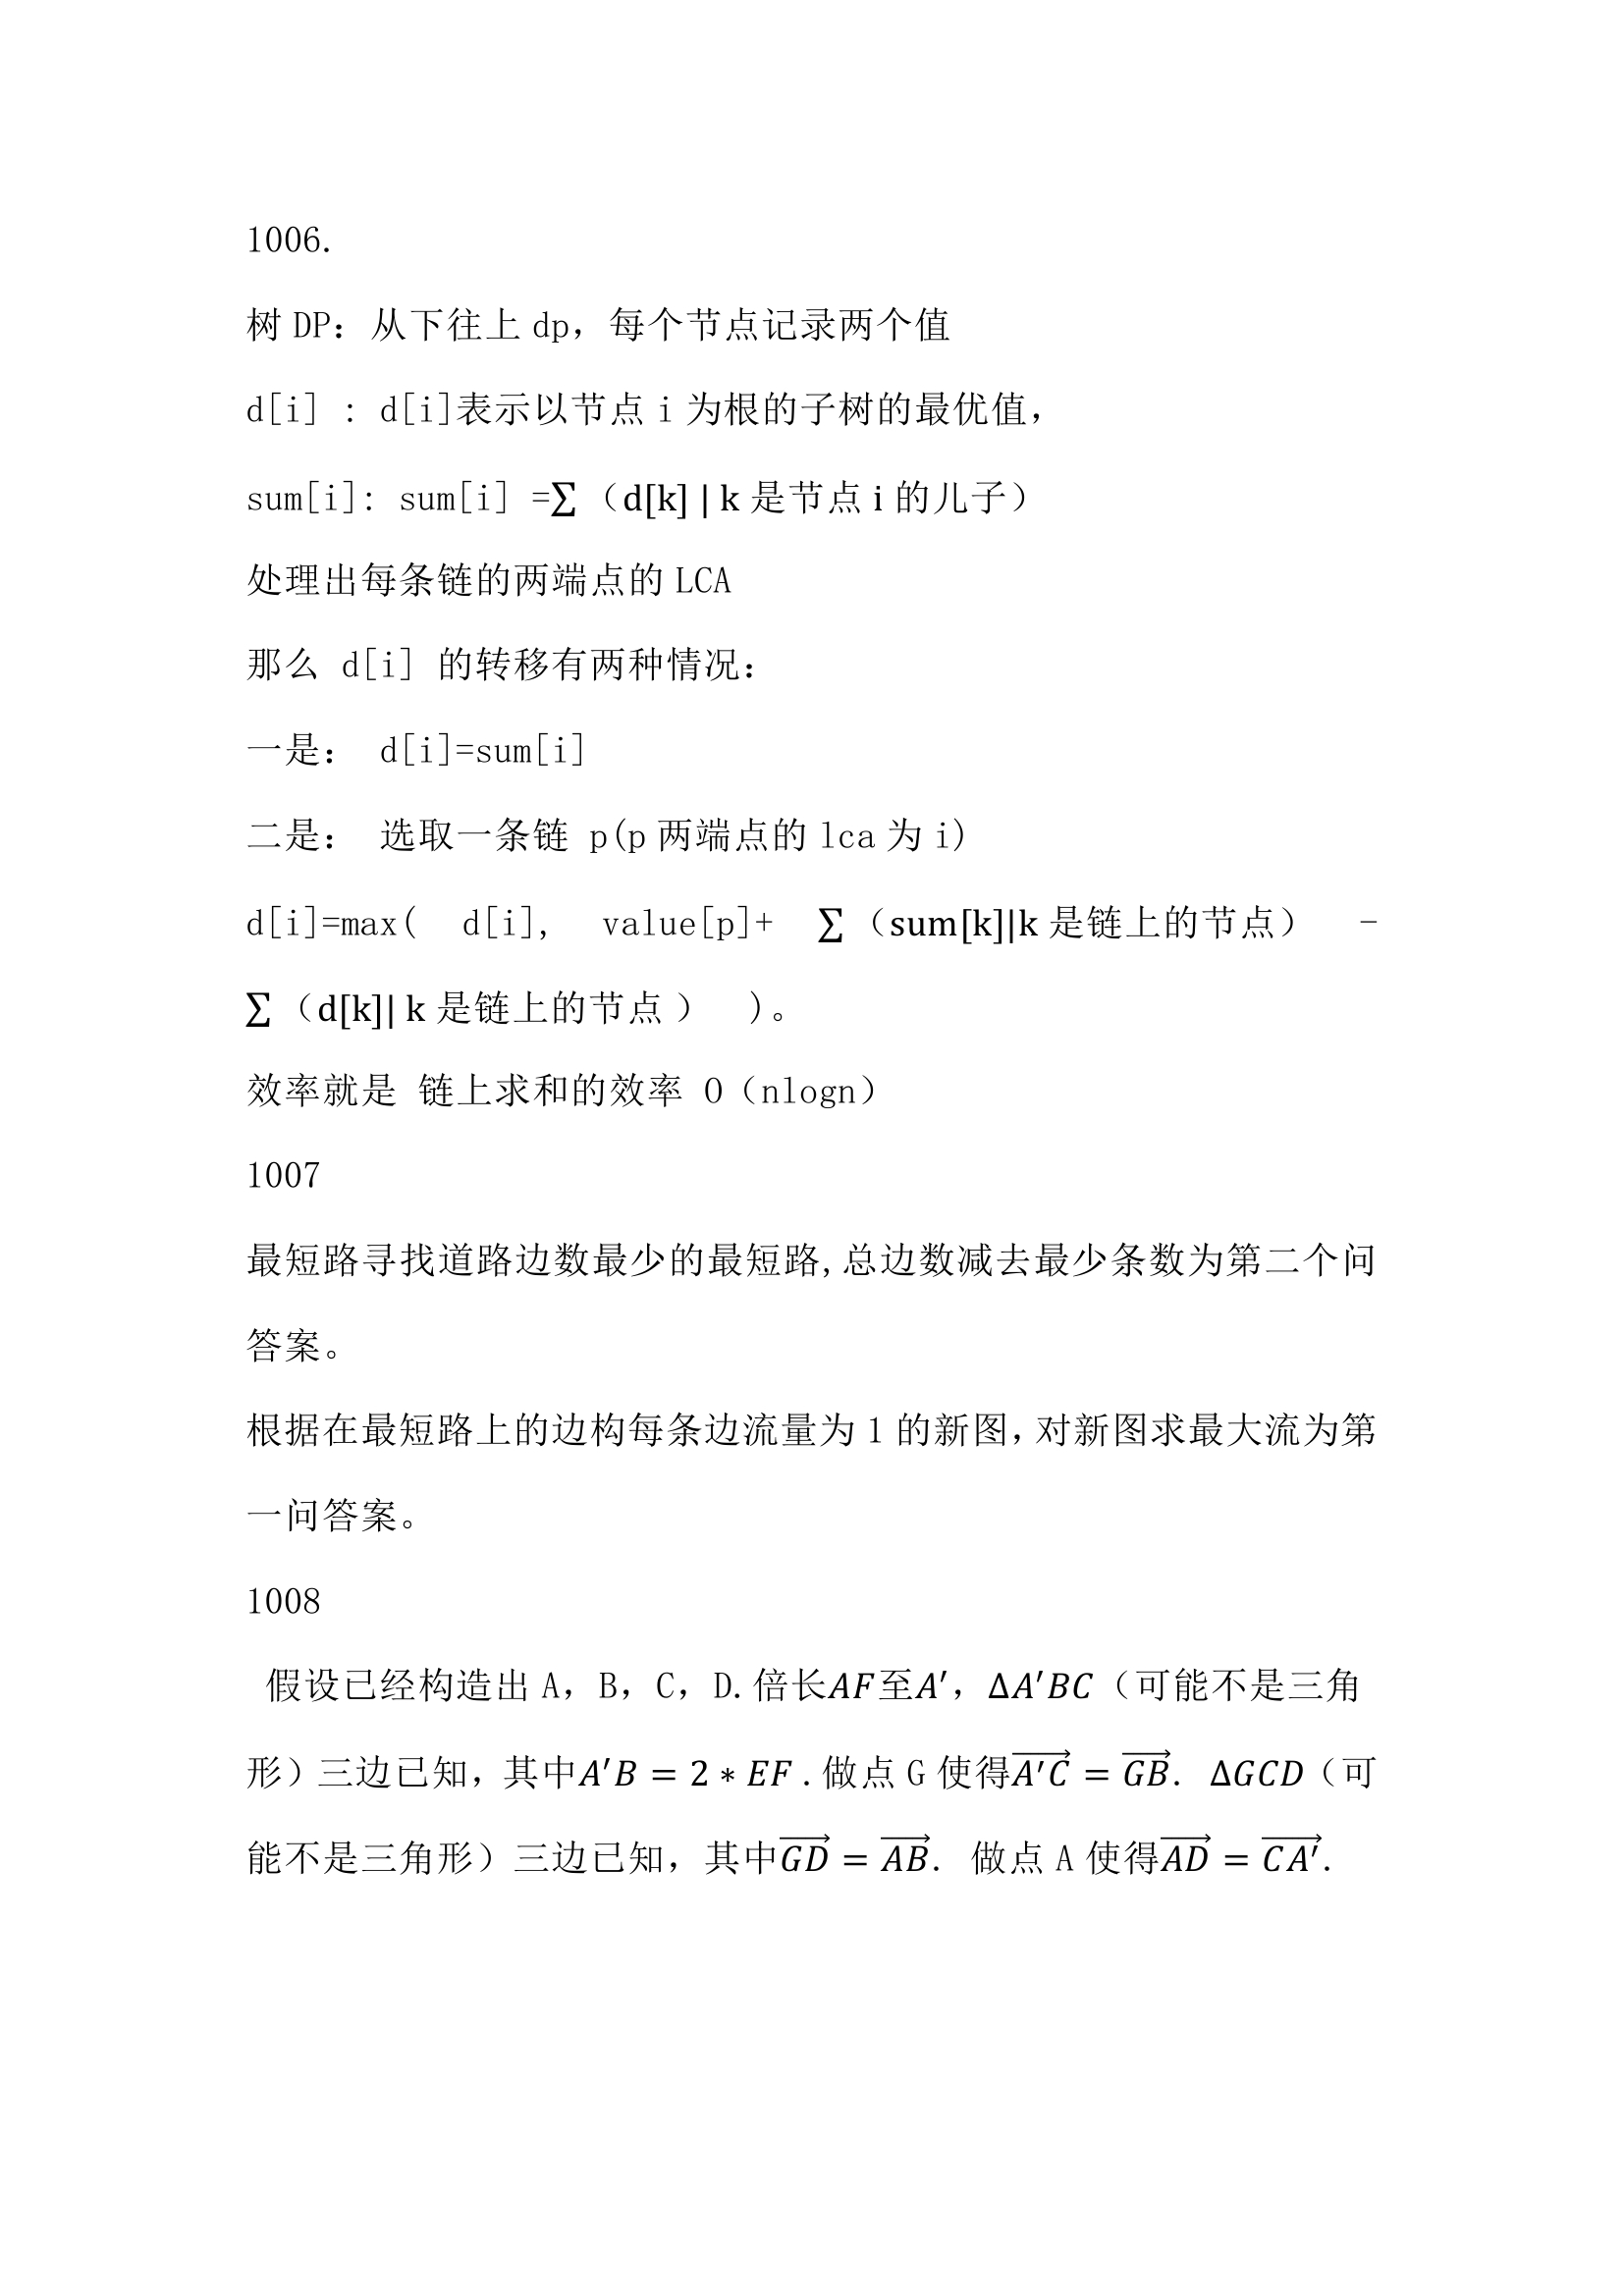 1006.
树 DP：从下往上 dp，每个节点记录两个值
d[i] : d[i]表示以节点 i 为根的子树的最优值，
sum[i]: sum[i] =∑（d[k] | k 是节点 i 的儿子）
处理出每条链的两端点的 LCA
那么 d[i] 的转移有两种情况：
一是： d[i]=sum[i]
二是： 选取一条链 p(p 两端点的 lca 为 i)
d[i]=max( d[i], value[p]+ ∑（sum[k]|k 是链上的节点） -
∑（d[k]| k 是链上的节点 ） )。
效率就是 链上求和的效率 O（nlogn）
1007
最短路寻找道路边数最少的最短路,总边数减去最少条数为第二个问
答案。
根据在最短路上的边构每条边流量为 1 的新图，对新图求最大流为第
一问答案。
1008
假设已经构造出 A，B，C，D.倍长𝐴𝐹至𝐴′，∆𝐴′𝐵𝐶（可能不是三角
形）三边已知，其中𝐴′𝐵 = 2 ∗ 𝐸𝐹 .做点 G 使得$\overrightarrow{A'C} = \overrightarrow{GB}$. ∆𝐺𝐶𝐷（可
能不是三角形）三边已知，其中$\overrightarrow{GD} = \overrightarrow{AB}$. 做点 A 使得$\overrightarrow{AD} = \overrightarrow{CA'}$.